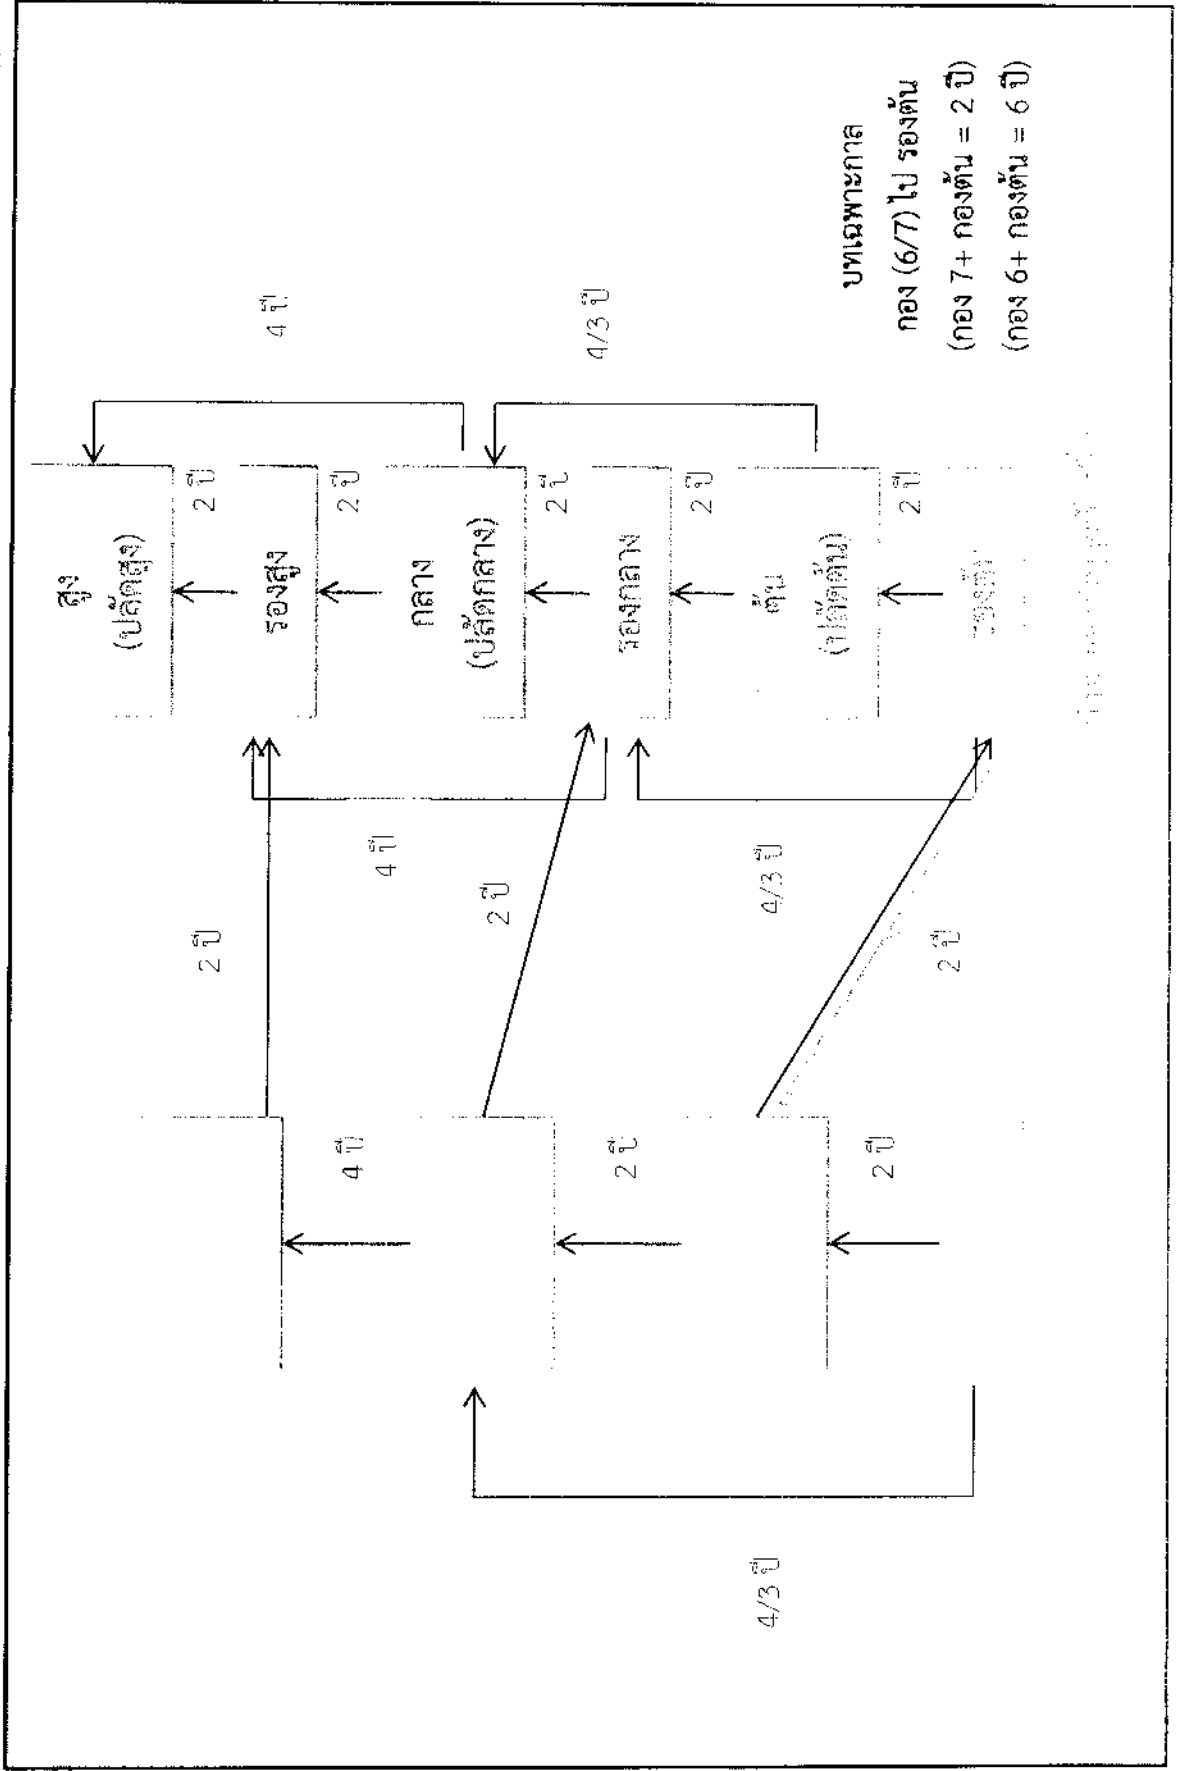 สูง
(ปลัดสูง)
2 ปี
4 ปี
รองสูง
2 ปี
2 ปี
กลาง
(ปลัดกลาง)
4 ปี
4 ปี
2 ปี
2 ปี
รองกลาง
4/3 ปี
2 ปี
2 ปี
ต้น
(ปลัดต้น)
4/3 ปี
2 ปี
2 ปี
2 ปี
4/3 ปี
รองต้น
บทเฉพาะกาล
กอง (6/7) ไป รองต้น
(กอง 7+ กองต้น = 2 ปี)
(กอง 6+ กองต้น = 6 ปี)